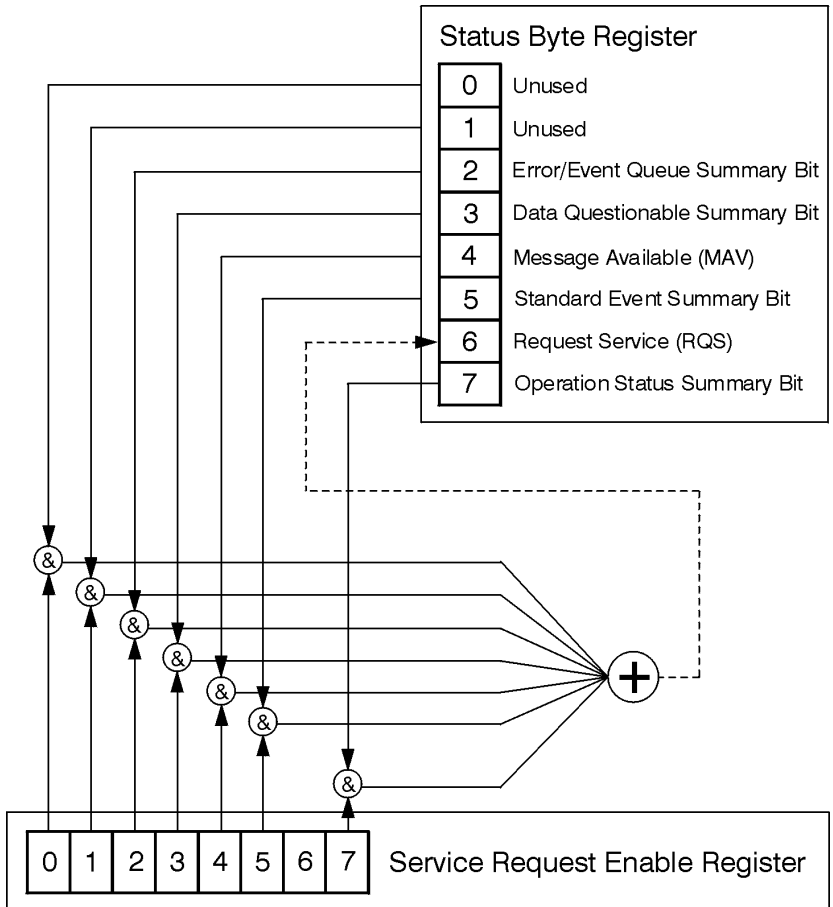 Status Byte Register
0 Unused
1 Unused
2 Error/Event Queue Summary Bit
3 Data Questionable Summary Bit
4 Message Available (MAV)
5 Standard Event Summary Bit
6 Request Service (RQS)
7 Operation Status Summary Bit
&
&
&
&
&
+
&
&
0 1 2 3 4 5 6 7 Service Request Enable Register